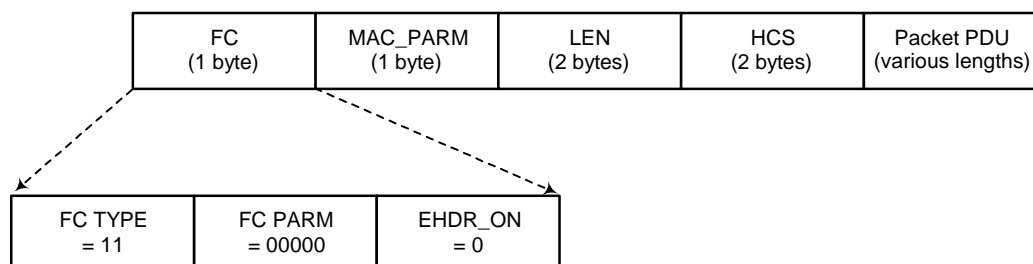 FC
(1 byte)
MAC_PARM
(1 byte)
LEN
(2 bytes)
HCS
(2 bytes)
Packet PDU
(various lengths)
FC TYPE
= 11
FC PARM
= 00000
EHDR_ON
= 0